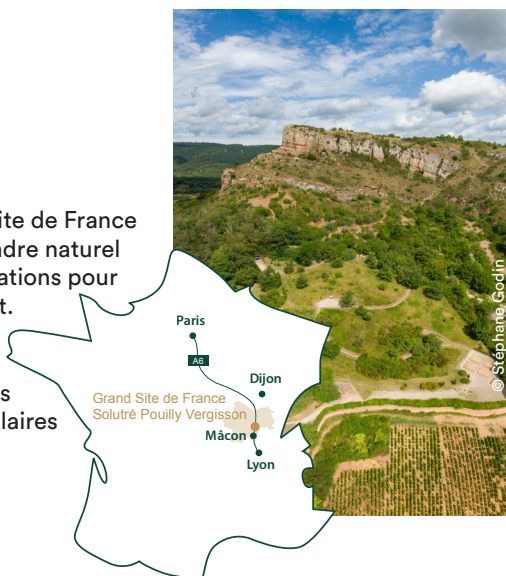 ite de France
adre naturel
ations pour
t.
s
laires
Paris
A6
Dijon
Grand Site de France
Solutré Pouilly Vergisson
Mâcon
Lyon
© Stéphane Godin